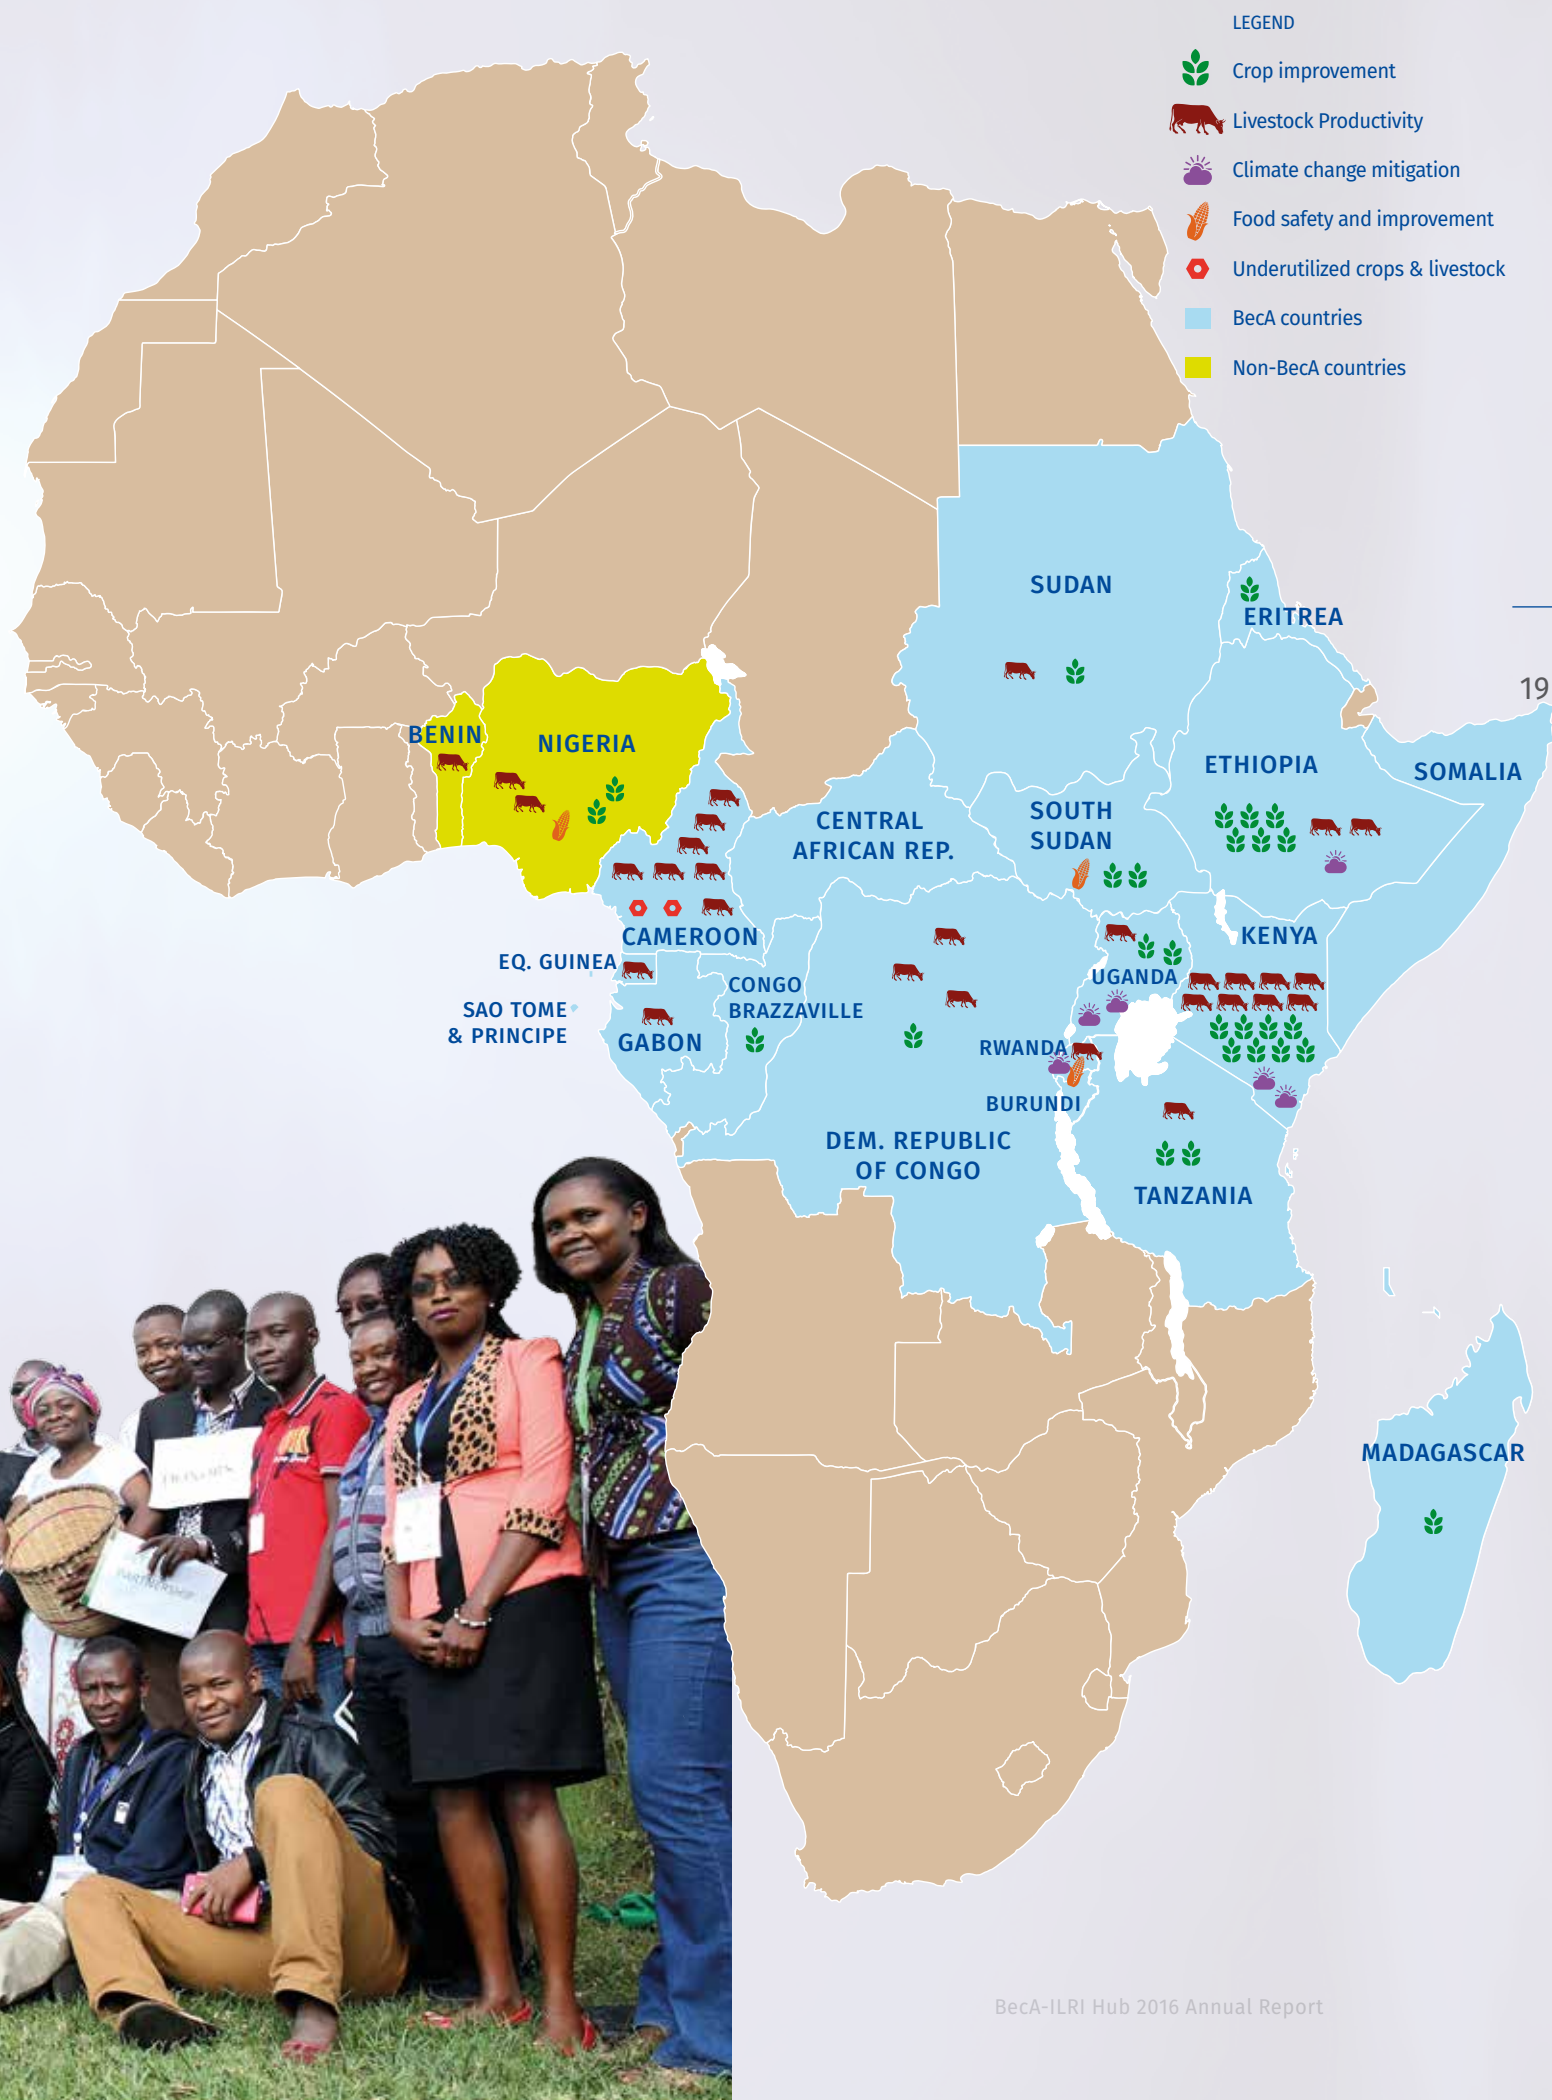 LEGEND
Crop improvement
Livestock Productivity
Climate change mitigation
Food safety and improvement
Underutilized crops & livestock
BecA countries
Non-BecA countries
SUDAN
ERITREA
19
BENIN
NIGERIA
ETHIOPIA
SOMALIA
CENTRAL
AFRICAN REP.
SOUTH
SUDAN
CAMEROON
KENYA
EQ. GUINEA
UGANDA
CONGO
BRAZZAVILLE
SAO TOME
& PRINCIPE
GABON
RWANDA
BURUNDI
DEM. REPUBLIC
OF CONGO
TANZANIA
MADAGASCAR
PARTNERSHIP
BecA-ILRI Hub 2016 Annual Report